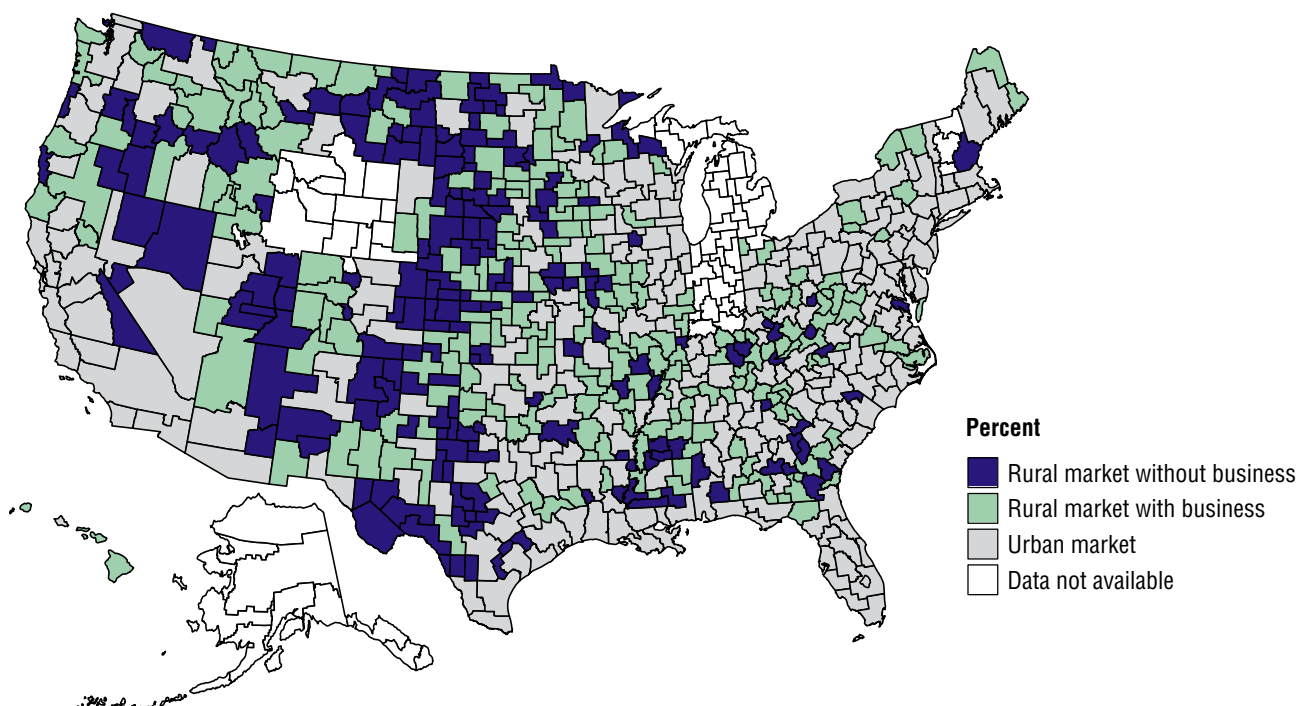 Percent
Rural market without business
Rural market with business
Urban market
Data not available